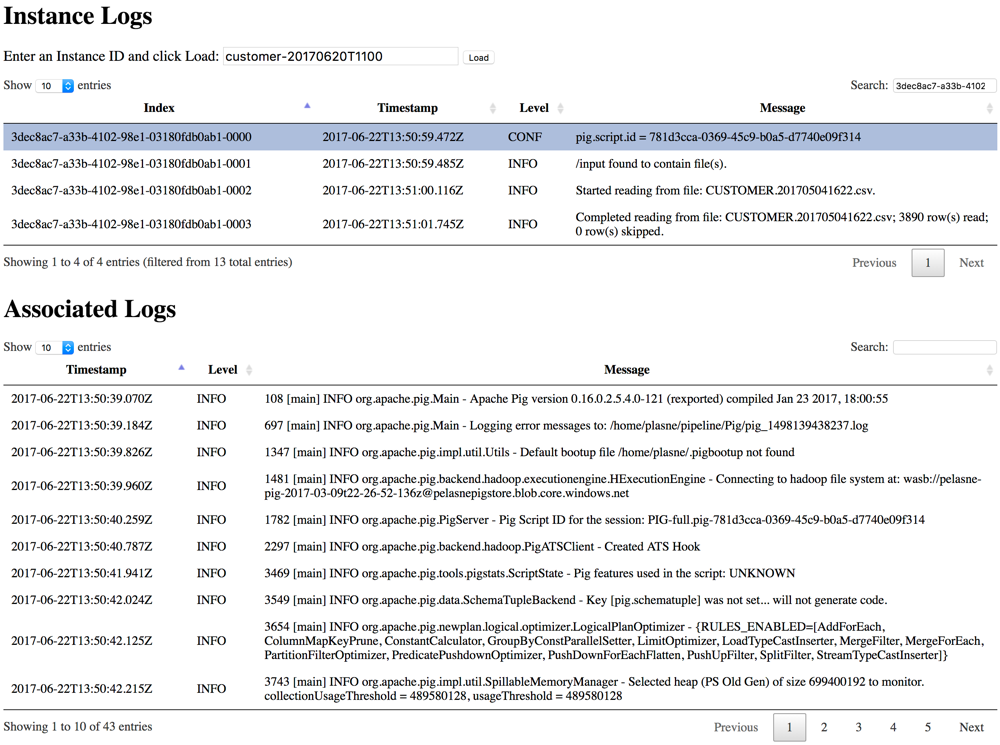 Instance Logs
Enter an Instance ID and click Load: customer-20170620T1100 Load
Show 10 entries Search: 3dec8ac7-a33b-4102
Index Timestamp Level Message
3dec8ac7-a33b-4102-98e1-03180fdb0ab1-0000 2017-06-22T13:50:59.472Z CONF pig.script.id = 781d3cca-0369-45c9-b0a5-d7740e09f314
3dec8ac7-a33b-4102-98e1-03180fdb0ab1-0001 2017-06-22T13:50:59.485Z INFO /input found to contain file(s).
3dec8ac7-a33b-4102-98e1-03180fdb0ab1-0002 2017-06-22T13:51:00.116Z INFO Started reading from file: CUSTOMER.201705041622.csv.
3dec8ac7-a33b-4102-98e1-03180fdb0ab1-0003 2017-06-22T13:51:01.745Z INFO Completed reading from file: CUSTOMER.201705041622.csv; 3890 row(s) read;
0 row(s) skipped.
Showing 1 to 4 of 4 entries (filtered from 13 total entries) Previous 1 Next
Associated Logs
Show 10 entries Search:
Timestamp Level Message
2017-06-22T13:50:39.070Z INFO 108 [main] INFO org.apache.pig.Main - Apache Pig version 0.16.0.2.5.4.0-121 (rexported) compiled Jan 23 2017, 18:00:55
2017-06-22T13:50:39.184Z INFO 697 [main] INFO org.apache.pig.Main - Logging error messages to: /home/plasne/pipeline/Pig/pig_1498139438237.log
2017-06-22T13:50:39.826Z INFO 1347 [main] INFO org.apache.pig.impl.util.Utils - Default bootup file /home/plasne/.pigbootup not found
2017-06-22T13:50:39.960Z INFO 1481 [main] INFO org.apache.pig.backend.hadoop.executionengine.HExecutionEngine - Connecting to hadoop file system at: wasb://pelasne-
pig-2017-03-09t22-26-52-136z@pelasnepigstore.blob.core.windows.net
2017-06-22T13:50:40.259Z INFO 1782 [main] INFO org.apache.pig.PigServer - Pig Script ID for the session: PIG-full.pig-781d3cca-0369-45c9-b0a5-d7740e09f314
2017-06-22T13:50:40.787Z INFO 2297 [main] INFO org.apache.pig.backend.hadoop.PigATSClient - Created ATS Hook
2017-06-22T13:50:41.941Z INFO 3469 [main] INFO org.apache.pig.tools.pigstats.ScriptState - Pig features used in the script: UNKNOWN
2017-06-22T13:50:42.024Z INFO 3549 [main] INFO org.apache.pig.data.SchemaTupleBackend - Key [pig.schematuple] was not set... will not generate code.
2017-06-22T13:50:42.125Z INFO 3654 [main] INFO org.apache.pig.newplan.logical.optimizer.LogicalPlanOptimizer - {RULES_ENABLED=[AddForEach,
ColumnMapKeyPrune, ConstantCalculator, GroupByConstParallelSetter, LimitOptimizer, LoadTypeCastInserter, MergeFilter, MergeForEach,
PartitionFilterOptimizer, PredicatePushdownOptimizer, PushDownForEachFlatten, PushUpFilter, SplitFilter, StreamTypeCastInserter]}
2017-06-22T13:50:42.215Z INFO 3743 [main] INFO org.apache.pig.impl.util.SpillableMemoryManager - Selected heap (PS Old Gen) of size 699400192 to monitor.
collectionUsageThreshold = 489580128, usageThreshold = 489580128
Showing 1 to 10 of 43 entries Previous 1 2 3 4 5 Next